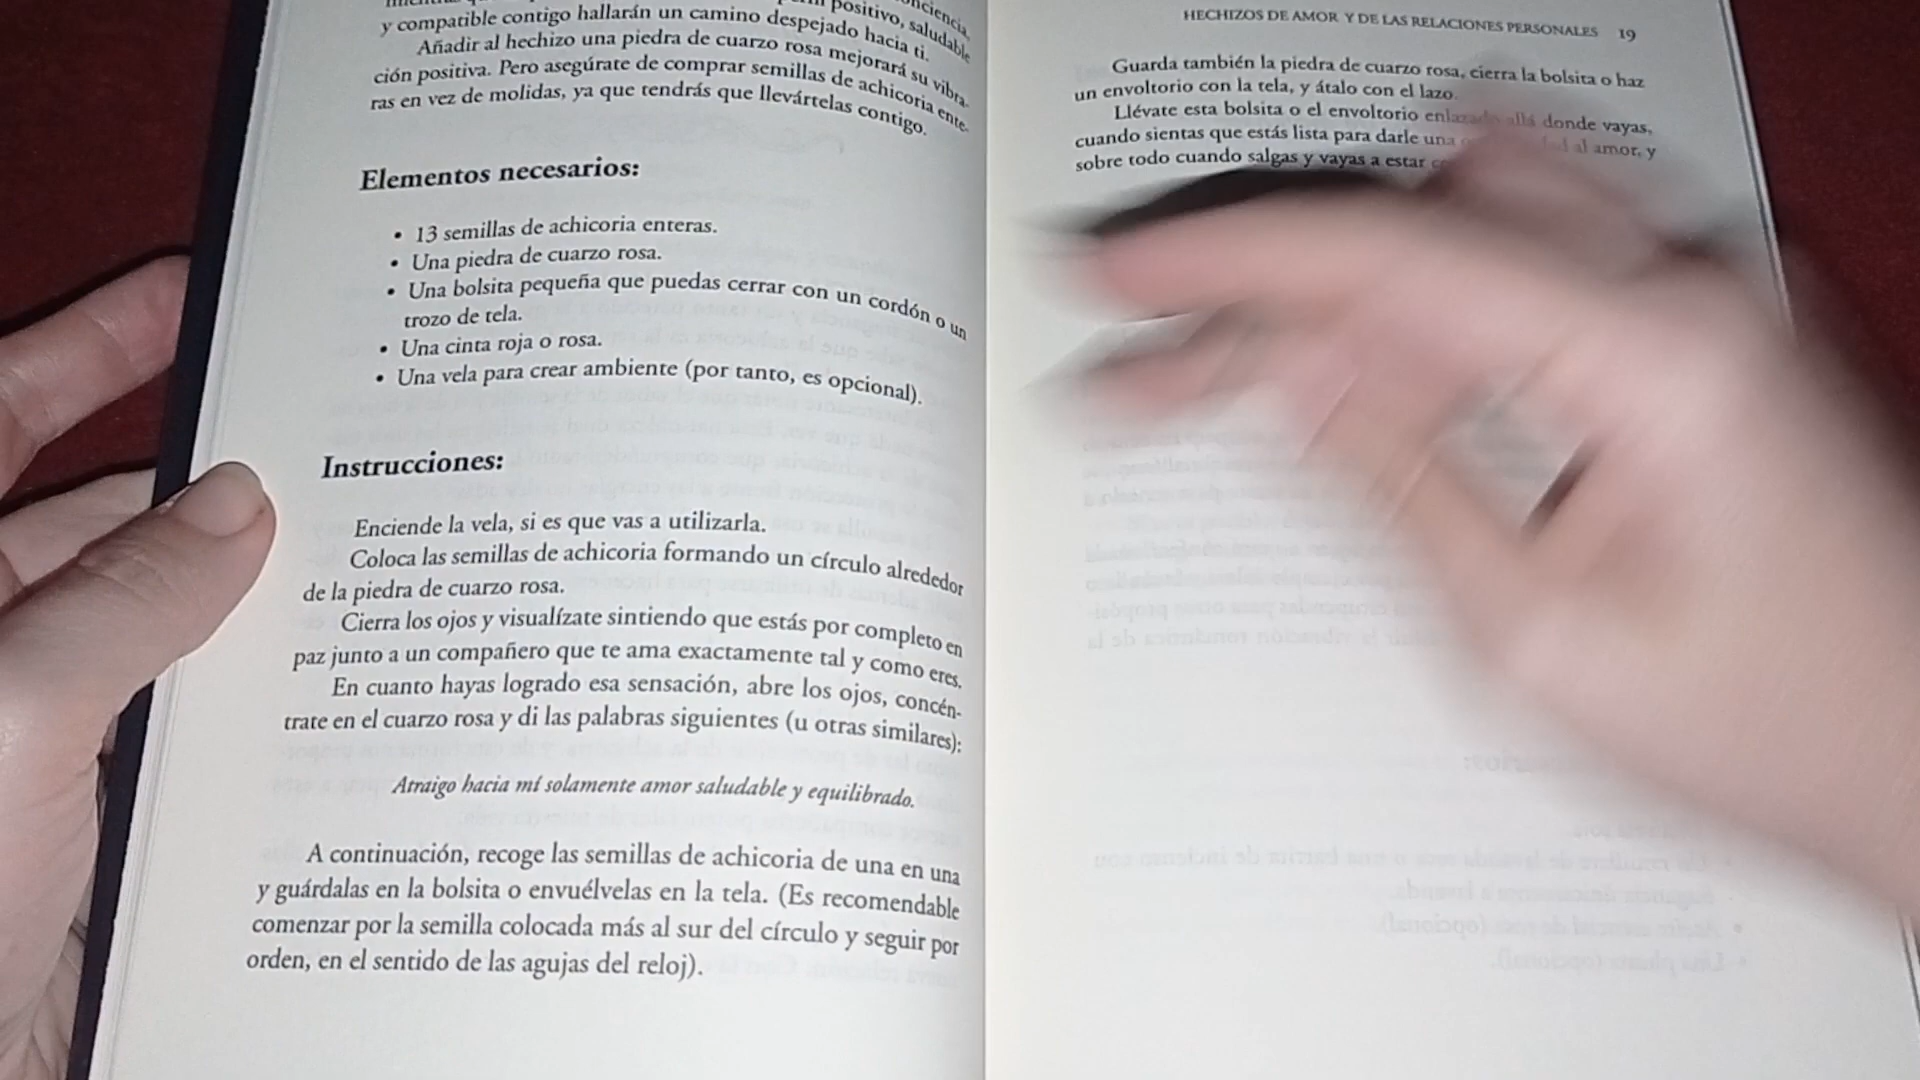 positivo, saludable
y compatible contigo hallarán un camino despejado hacia ti.
Añadir al hechizo una piedra de cuarzo rosa mejorará su vibra-
ción positiva. Pero asegúrate de comprar semillas de achicoria ente-
ras en vez de molidas, ya que tendrás que llevártelas contigo.
Elementos necesarios:
• 13 semillas de achicoria enteras.
• Una piedra de cuarzo rosa.
• Una bolsita pequeña que puedas cerrar con un cordón o un
trozo de tela.
• Una cinta roja o rosa.
• Una vela para crear ambiente (por tanto, es opcional).
Instrucciones:
Enciende la vela, si es que vas a utilizarla.
Coloca las semillas de achicoria formando un círculo alrededor
de la piedra de cuarzo rosa.
Cierra los ojos y visualízate sintiendo que estás por completo en
paz junto a un compañero que te ama exactamente tal y como eres.
En cuanto hayas logrado esa sensación, abre los ojos, concén-
trate en el cuarzo rosa y di las palabras siguientes (u otras similares):
Atraigo hacia mí solamente amor saludable y equilibrado.
A continuación, recoge las semillas de achicoria de una en una
y guárdalas en la bolsita o envuélvelas en la tela. (Es recomendable
comenzar por la semilla colocada más al sur del círculo y seguir por
orden, en el sentido de las agujas del reloj).
HECHIZOS DE AMOR Y DE LAS RELACIONES PERSONALES 19
Guarda también la piedra de cuarzo rosa, cierra la bolsita o haz
un envoltorio con la tela, y átalo con el lazo.
Llévate esta bolsita o el envoltorio enlazado allá donde vayas,
cuando sientas que estás lista para darle una al amor, y
sobre todo cuando salgas y vayas a estar